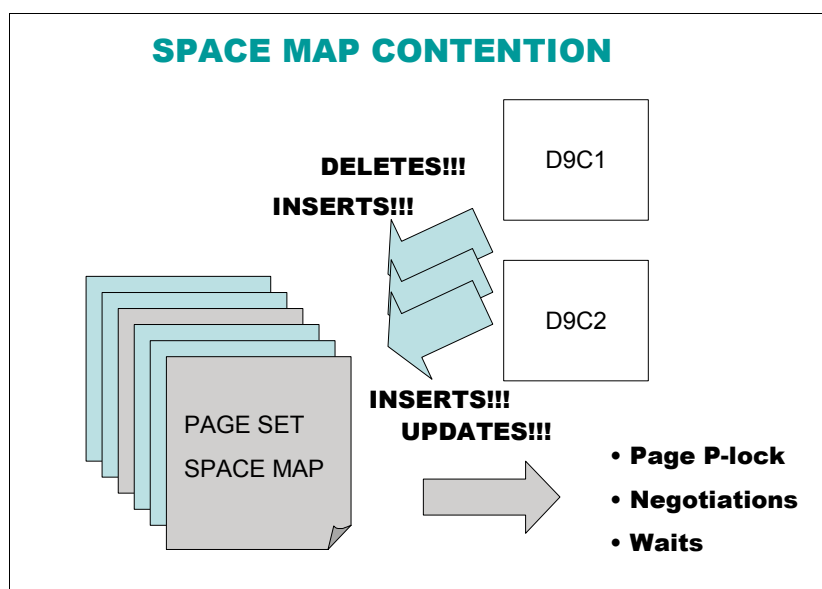 SPACE MAP CONTENTION
D9C1
DELETES!!!
INSERTS!!!
D9C2
INSERTS!!!
UPDATES!!!
PAGE SET
SPACE MAP
• Page P-lock
• Negotiations
• Waits